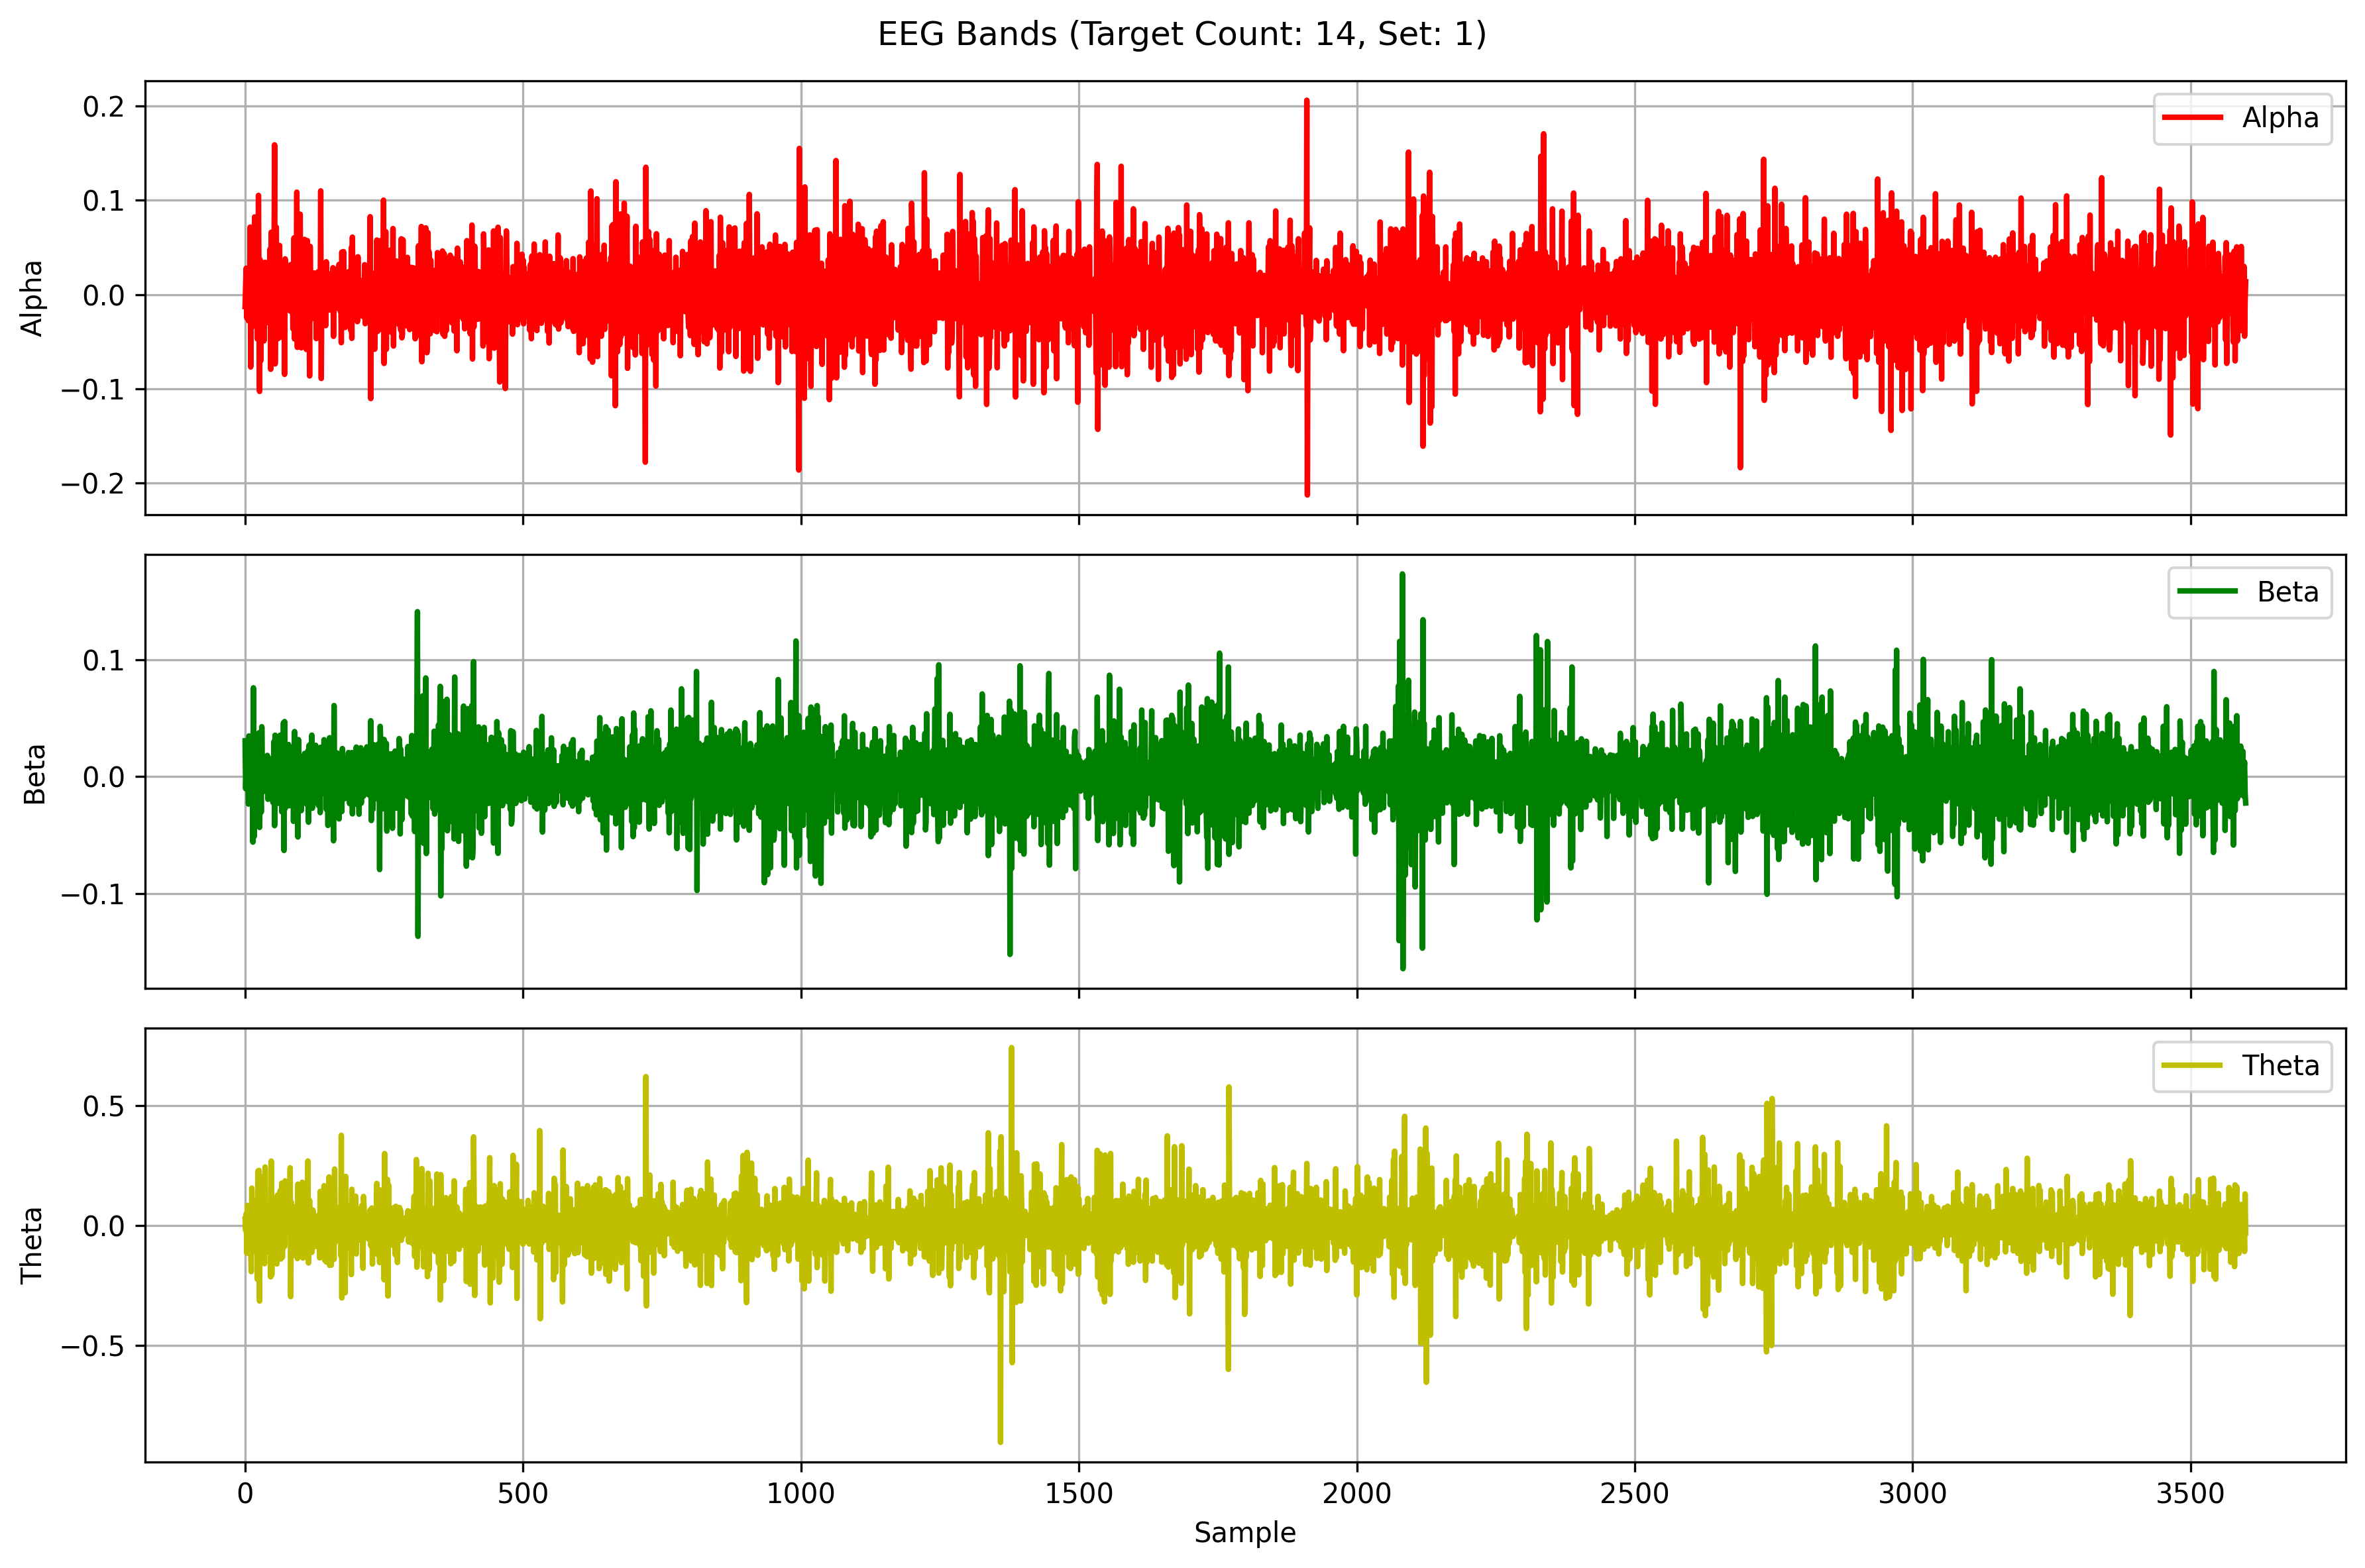 EEG Bands (Target Count: 14, Set: 1)
0.2
0.1
0.0
−0.1
−0.2
Alpha
Alpha
0.1
0.0
−0.1
Beta
Beta
0.5
0.0
−0.5
Theta
Theta
0 500 1000 1500 2000 2500 3000 3500
Sample